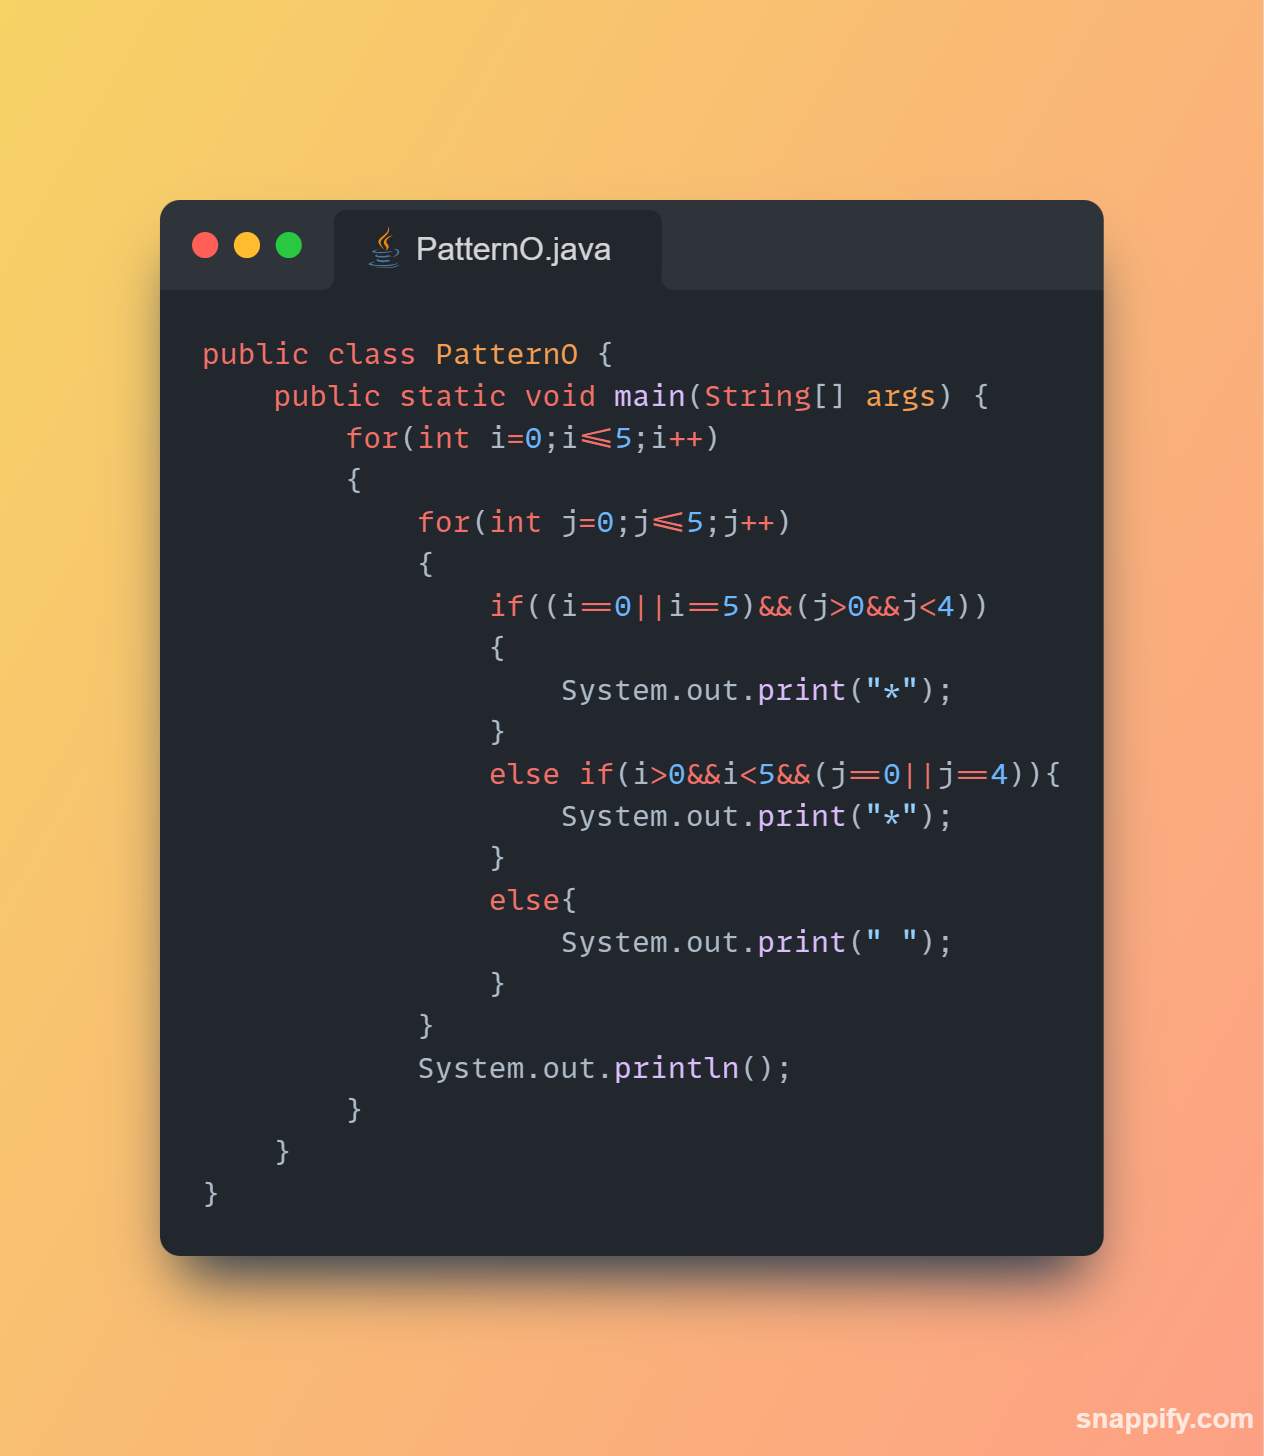 PatternO.java
public class PatternO {
    public static void main(String[] args) {
        for(int i=0;i<=5;i++)
        {
            for(int j=0;j<=5;j++)
            {
                if((i==0||i==5)&&(j>0&&j<4))
                {
                    System.out.print("*");
                }
                else if(i>0&&i<5&&(j==0||j==4)){
                    System.out.print("*");
                }
                else{
                    System.out.print(" ");
                }
            }
            System.out.println();
        }
    }
}
snappify.com